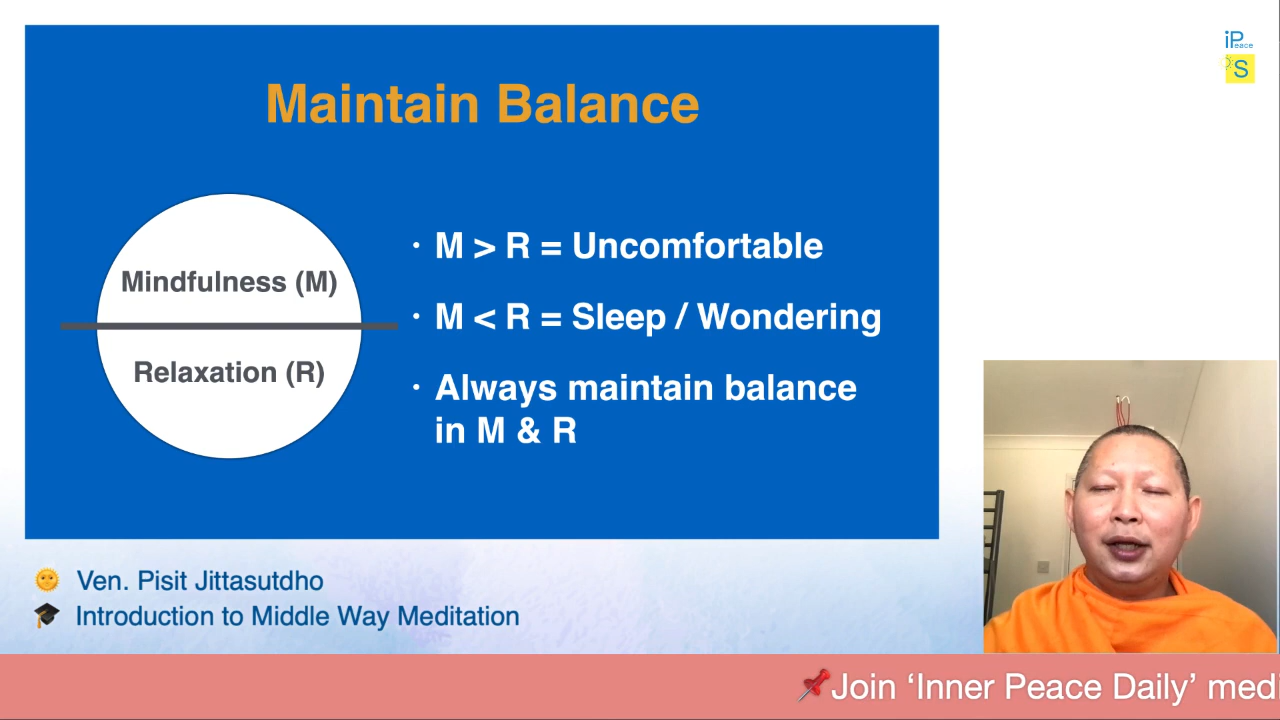 iPeace
S
Maintain Balance
Mindfulness (M)
Relaxation (R)
· M > R = Uncomfortable
· M < R = Sleep / Wondering
· Always maintain balance
in M & R
🌞 Ven. Pisit Jittasutdho
🎓 Introduction to Middle Way Meditation
📌Join ‘Inner Peace Daily’ medi